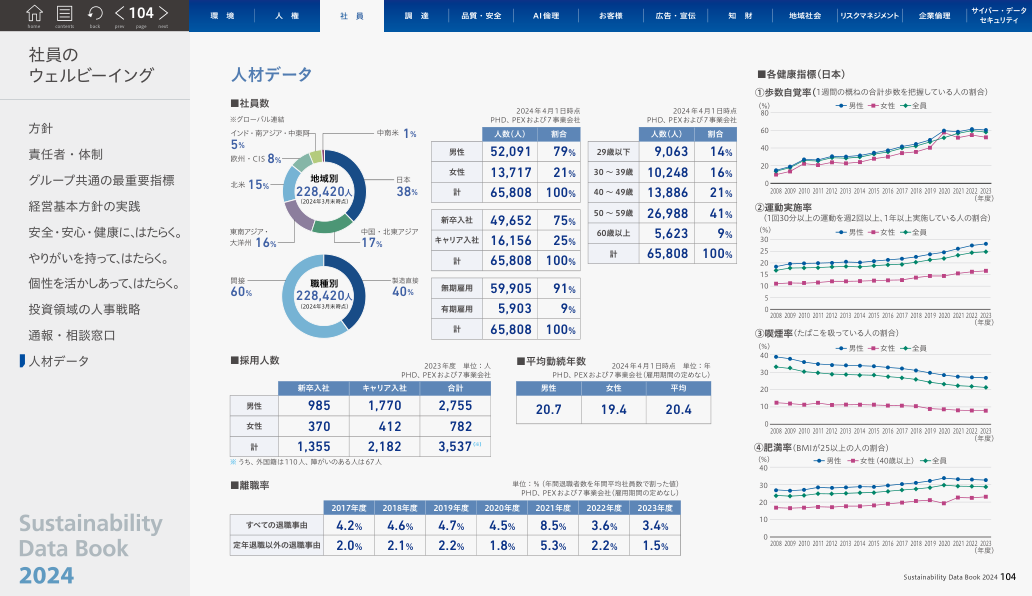 home contents back prev page next
104
環 境 人 権 社 員 調 達 品質・安全 AI倫理 お客様 広告・宣伝 知 財 地域社会 リスクマネジメント 企業倫理 サイバー・データセキュリティ
社員の
ウェルビーイング
方針
責任者・体制
グループ共通の最重要指標
経営基本方針の実践
安全・安心・健康に、はたらく。
やりがいを持って、はたらく。
個性を活かしあって、はたらく。
投資領域の人事戦略
通報・相談窓口
人材データ
Sustainability
Data Book
2024
人材データ
■社員数
※グローバル連結
インド・南アジア・中東阿
5%
欧州・CIS 8%
北米 15%
東南アジア・
大洋州 16%
中南米 1%
日本
38%
中国・北東アジア
17%
地域別
228,420人
(2024年3月末時点)
間接
60%
製造直接
40%
職種別
228,420人
(2024年3月末時点)
2024年4月1日時点
PHD、PEXおよび7事業会社
人数(人) 割合
男性 52,091 79%
女性 13,717 21%
計 65,808 100%
新卒入社 49,652 75%
キャリア入社 16,156 25%
計 65,808 100%
無期雇用 59,905 91%
有期雇用 5,903 9%
計 65,808 100%
2024年4月1日時点
PHD、PEXおよび7事業会社
人数(人) 割合
29歳以下 9,063 14%
30 ～ 39歳 10,248 16%
40 ～ 49歳 13,886 21%
50 ～ 59歳 26,988 41%
60歳以上 5,623 9%
計 65,808 100%
■採用人数
2023年度 単位：人
PHD、PEXおよび7事業会社
新卒入社 キャリア入社 合計
男性 985 1,770 2,755
女性 370 412 782
計 1,355 2,182 3,537(※)
※ うち、外国籍は110人、障がいのある人は67人
■平均勤続年数
2024年4月1日時点 単位：年
PHD、PEXおよび7事業会社(雇用期間の定めなし)
男性 女性 平均
20.7 19.4 20.4
■離職率
単位：％ (年間退職者数を年間平均社員数で割った値)
PHD、PEXおよび7事業会社(雇用期間の定めなし)
2017年度 2018年度 2019年度 2020年度 2021年度 2022年度 2023年度
すべての退職事由 4.2% 4.6% 4.7% 4.5% 8.5% 3.6% 3.4%
定年退職以外の退職事由 2.0% 2.1% 2.2% 1.8% 5.3% 2.2% 1.5%
■各健康指標(日本)
①歩数自覚率(1週間の概ねの合計歩数を把握している人の割合)
(%) 男性 女性 全員
80
60
40
20
0
2008 2009 2010 2011 2012 2013 2014 2015 2016 2017 2018 2019 2020 2021 2022 2023
(年度)
②運動実施率
(1回30分以上の運動を週2回以上、1年以上実施している人の割合)
(%) 男性 女性 全員
30
25
20
15
10
5
0
2008 2009 2010 2011 2012 2013 2014 2015 2016 2017 2018 2019 2020 2021 2022 2023
(年度)
③喫煙率(たばこを吸っている人の割合)
(%) 男性 女性 全員
40
30
20
10
0
2008 2009 2010 2011 2012 2013 2014 2015 2016 2017 2018 2019 2020 2021 2022 2023
(年度)
④肥満率(BMIが25以上の人の割合)
(%) 男性 女性(40歳以上) 全員
40
30
20
10
0
2008 2009 2010 2011 2012 2013 2014 2015 2016 2017 2018 2019 2020 2021 2022 2023
(年度)
Sustainability Data Book 2024 104